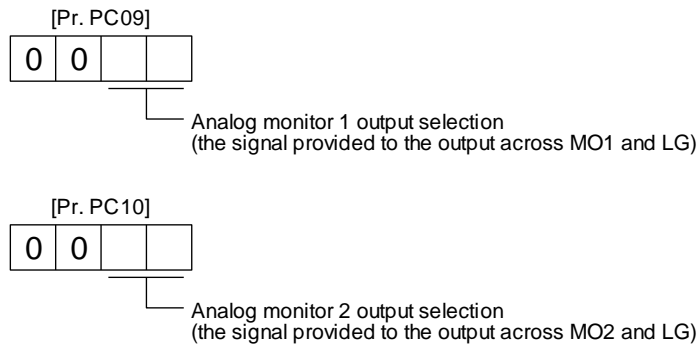 [Pr. PC09]
0 0
Analog monitor 1 output selection
(the signal provided to the output across MO1 and LG)
[Pr. PC10]
0 0
Analog monitor 2 output selection
(the signal provided to the output across MO2 and LG)